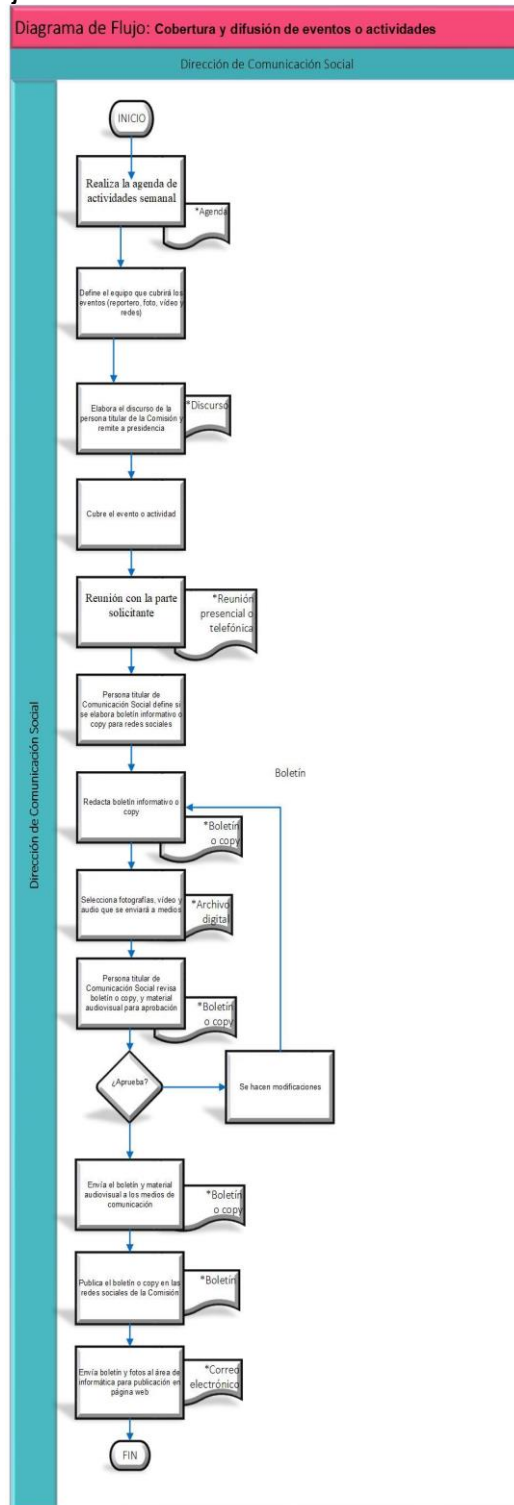 Diagrama de Flujo: Cobertura y difusión de eventos o actividades
Dirección de Comunicación Social
Dirección de Comunicación Social
INICIO
Realiza la agenda de
actividades semanal
*Agenda
Define el equipo que cubrirá los
eventos (reportero, foto, vídeo y
redes)
Elabora el discurso de la
persona titular de la Comisión y
remite a presidencia
*Discurso
Cubre el evento o actividad
Reunión con la parte
solicitante
*Reunión
presencial o
telefónica
Persona titular de
Comunicación Social define si
se elabora boletín informativo o
copy para redes sociales
Boletín
Redacta boletín informativo o
copy
*Boletín
o copy
Selecciona fotografías, vídeo y
audio que se enviará a medios
*Archivo
digital
Persona titular de
Comunicación Social revisa
boletín o copy, y material
audiovisual para aprobación
*Boletín
o copy
¿Aprueba?
Se hacen modificaciones
Envía el boletín y material
audiovisual a los medios de
comunicación
*Boletín
o copy
Publica el boletín o copy en las
redes sociales de la Comisión
*Boletín
Envía boletín y fotos al área de
informática para publicación en
página web
*Correo
electrónico
FIN